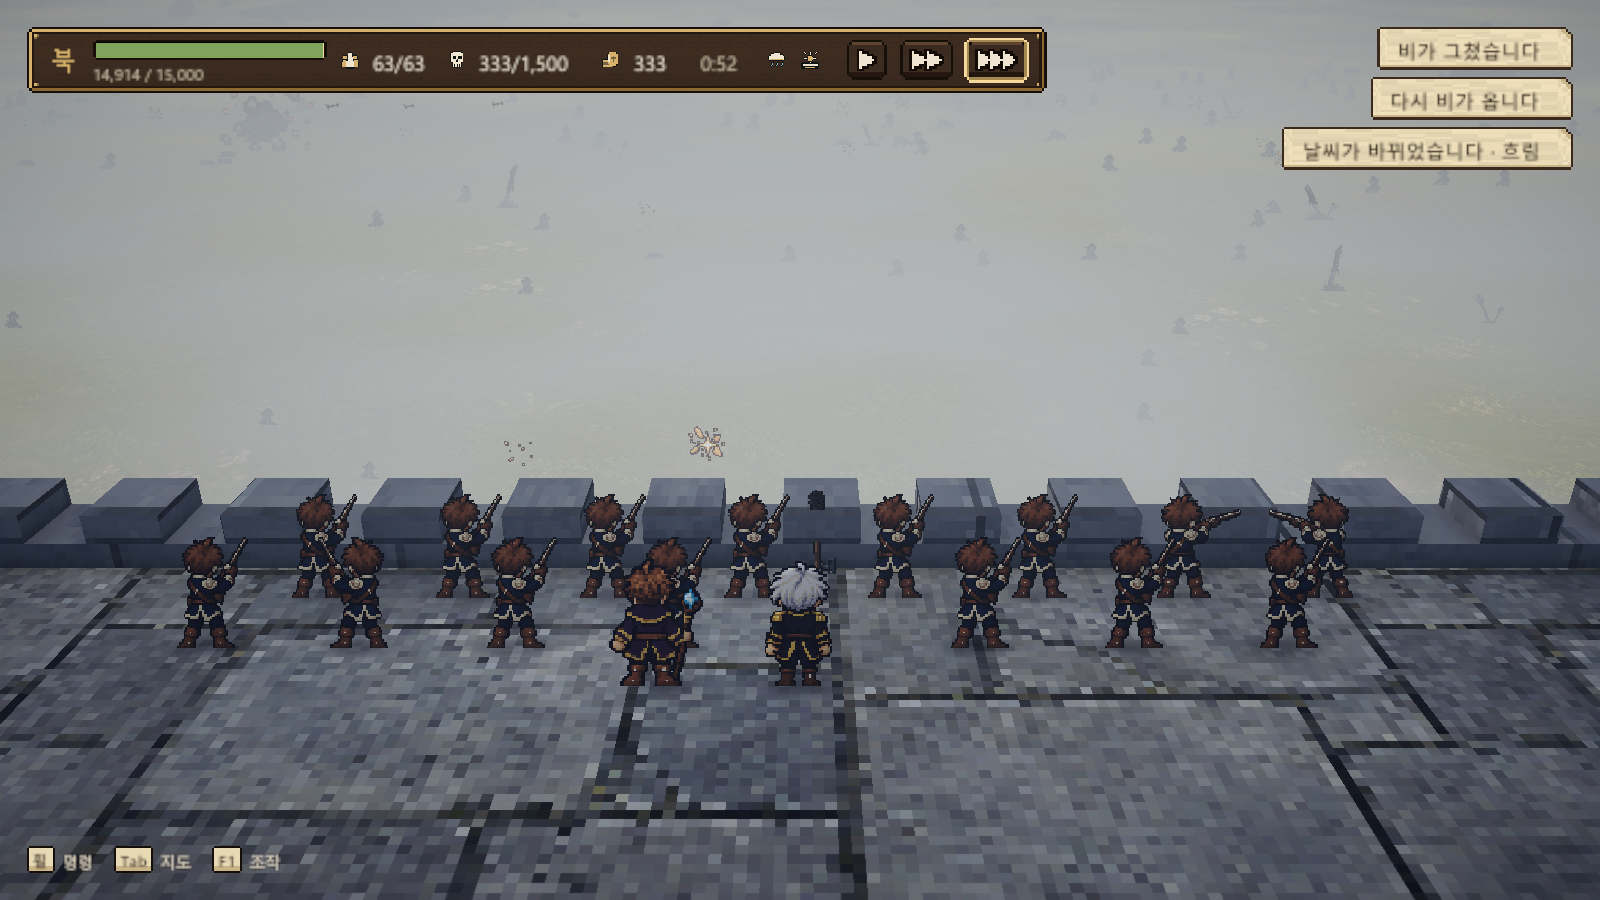 북
14,914 / 15,000
63/63
333/1,500
333
0:52
비가 그쳤습니다
다시 비가 옵니다
날씨가 바뀌었습니다 · 흐림
휠 명령
Tab 지도
F1 조작